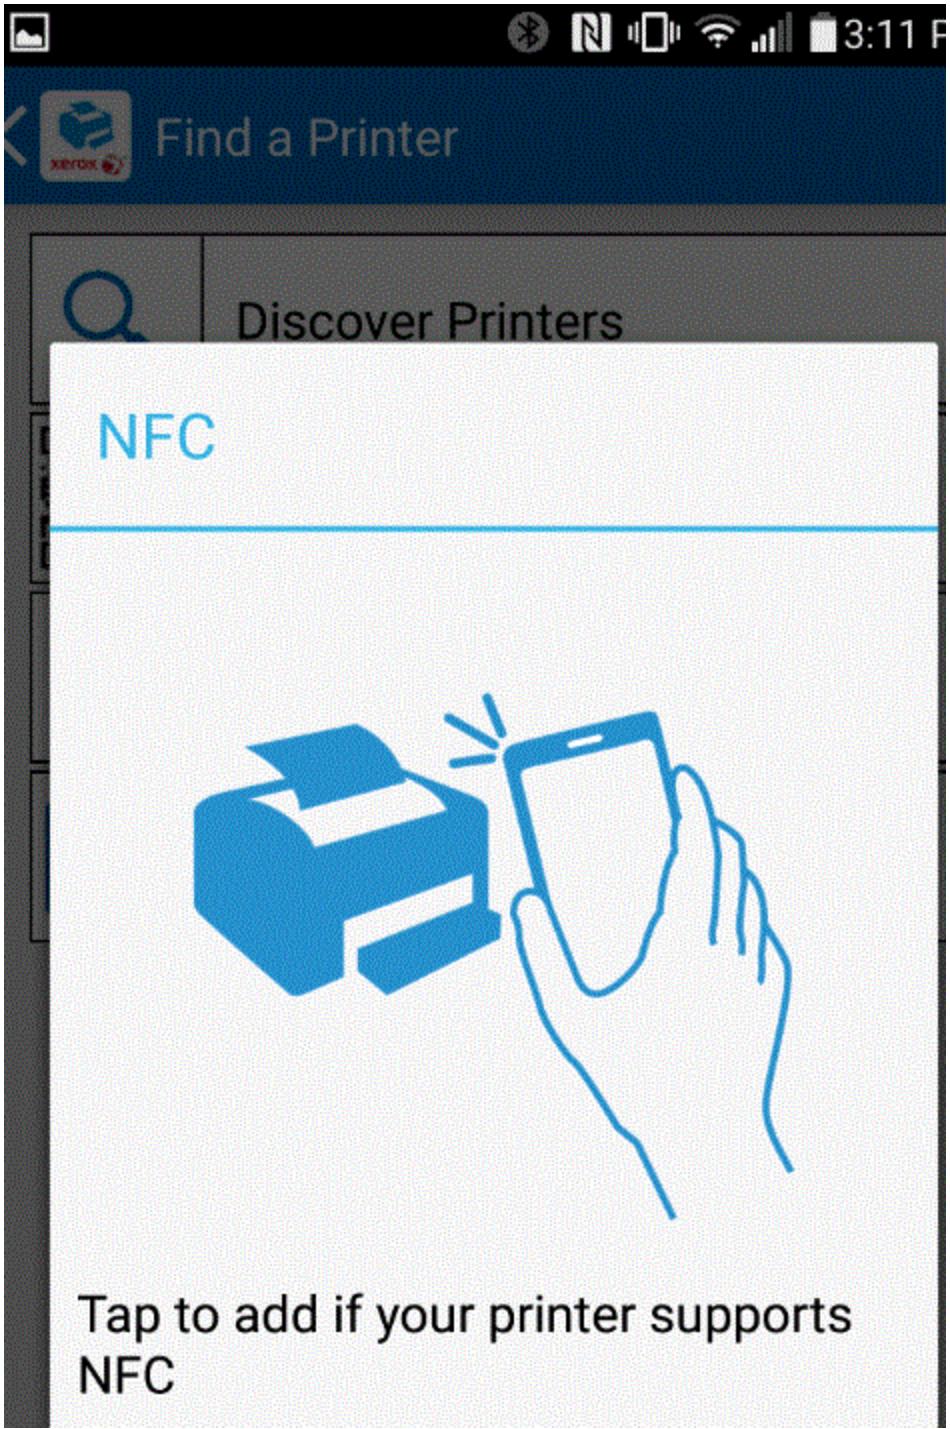 3:11 P
xerox
Find a Printer
Discover Printers
NFC
Tap to add if your printer supports
NFC